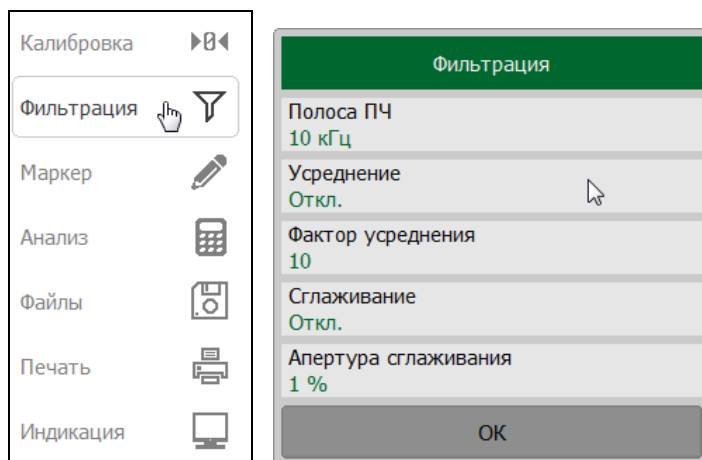 Калибровка
Фильтрация
Маркер
Анализ
Файлы
Печать
Индикация
Фильтрация
Полоса ПЧ
10 кГц
Усреднение
Откл.
Фактор усреднения
10
Сглаживание
Откл.
Апертура сглаживания
1 %
ОК